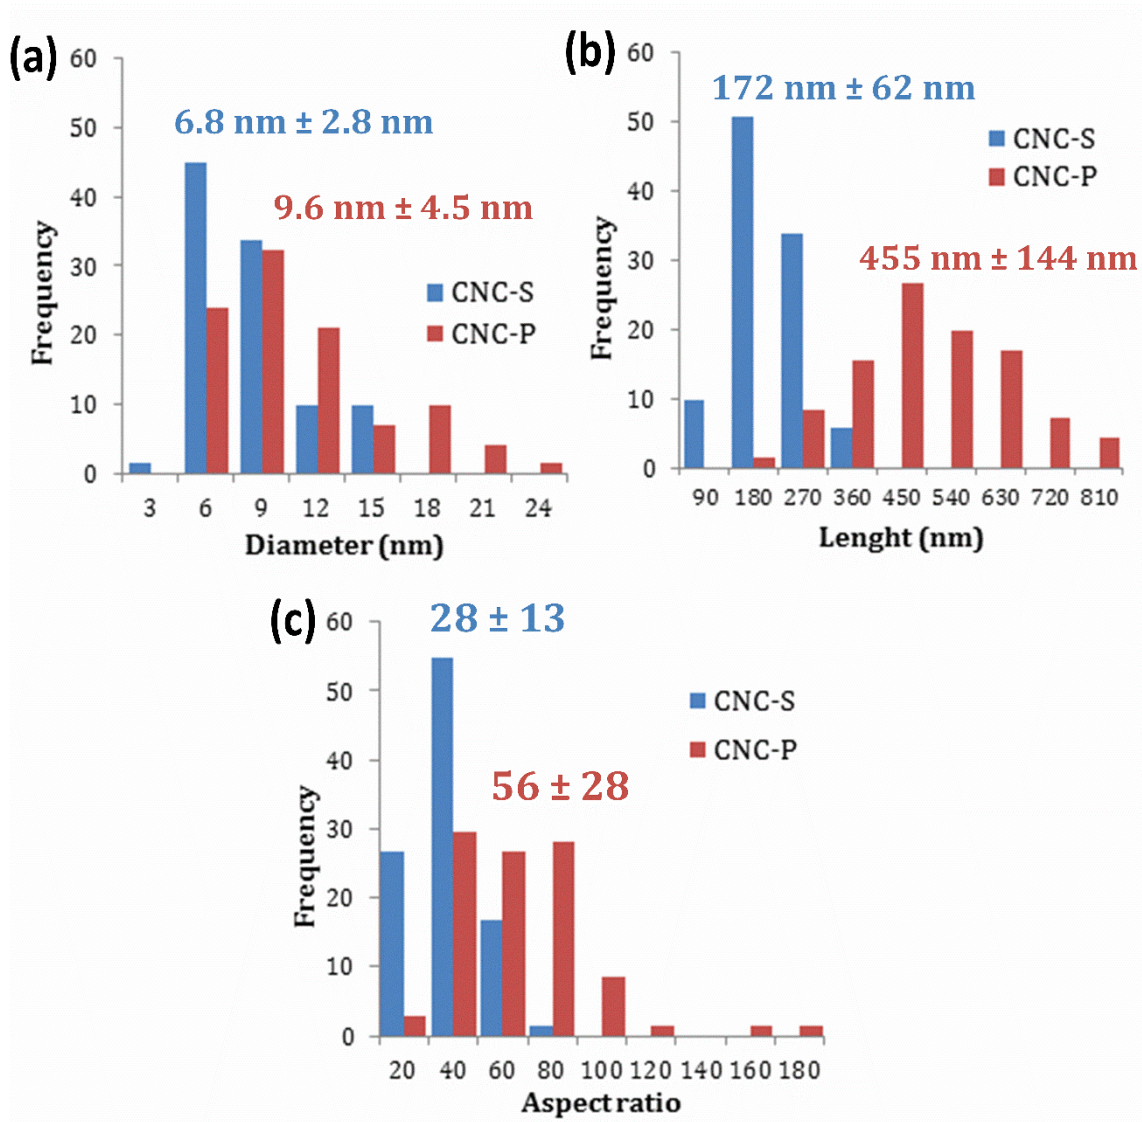 (a)
60
50
40
30
20
10
0
Frequency
6.8 nm ± 2.8 nm
9.6 nm ± 4.5 nm
CNC-S
CNC-P
3 6 9 12 15 18 21 24
Diameter (nm)
(b)
60
50
40
30
20
10
0
Frequency
172 nm ± 62 nm
CNC-S
CNC-P
455 nm ± 144 nm
90 180 270 360 450 540 630 720 810
Lenght (nm)
(c)
60
50
40
30
20
10
0
Frequency
28 ± 13
CNC-S
CNC-P
56 ± 28
20 40 60 80 100 120 140 160 180
Aspect ratio